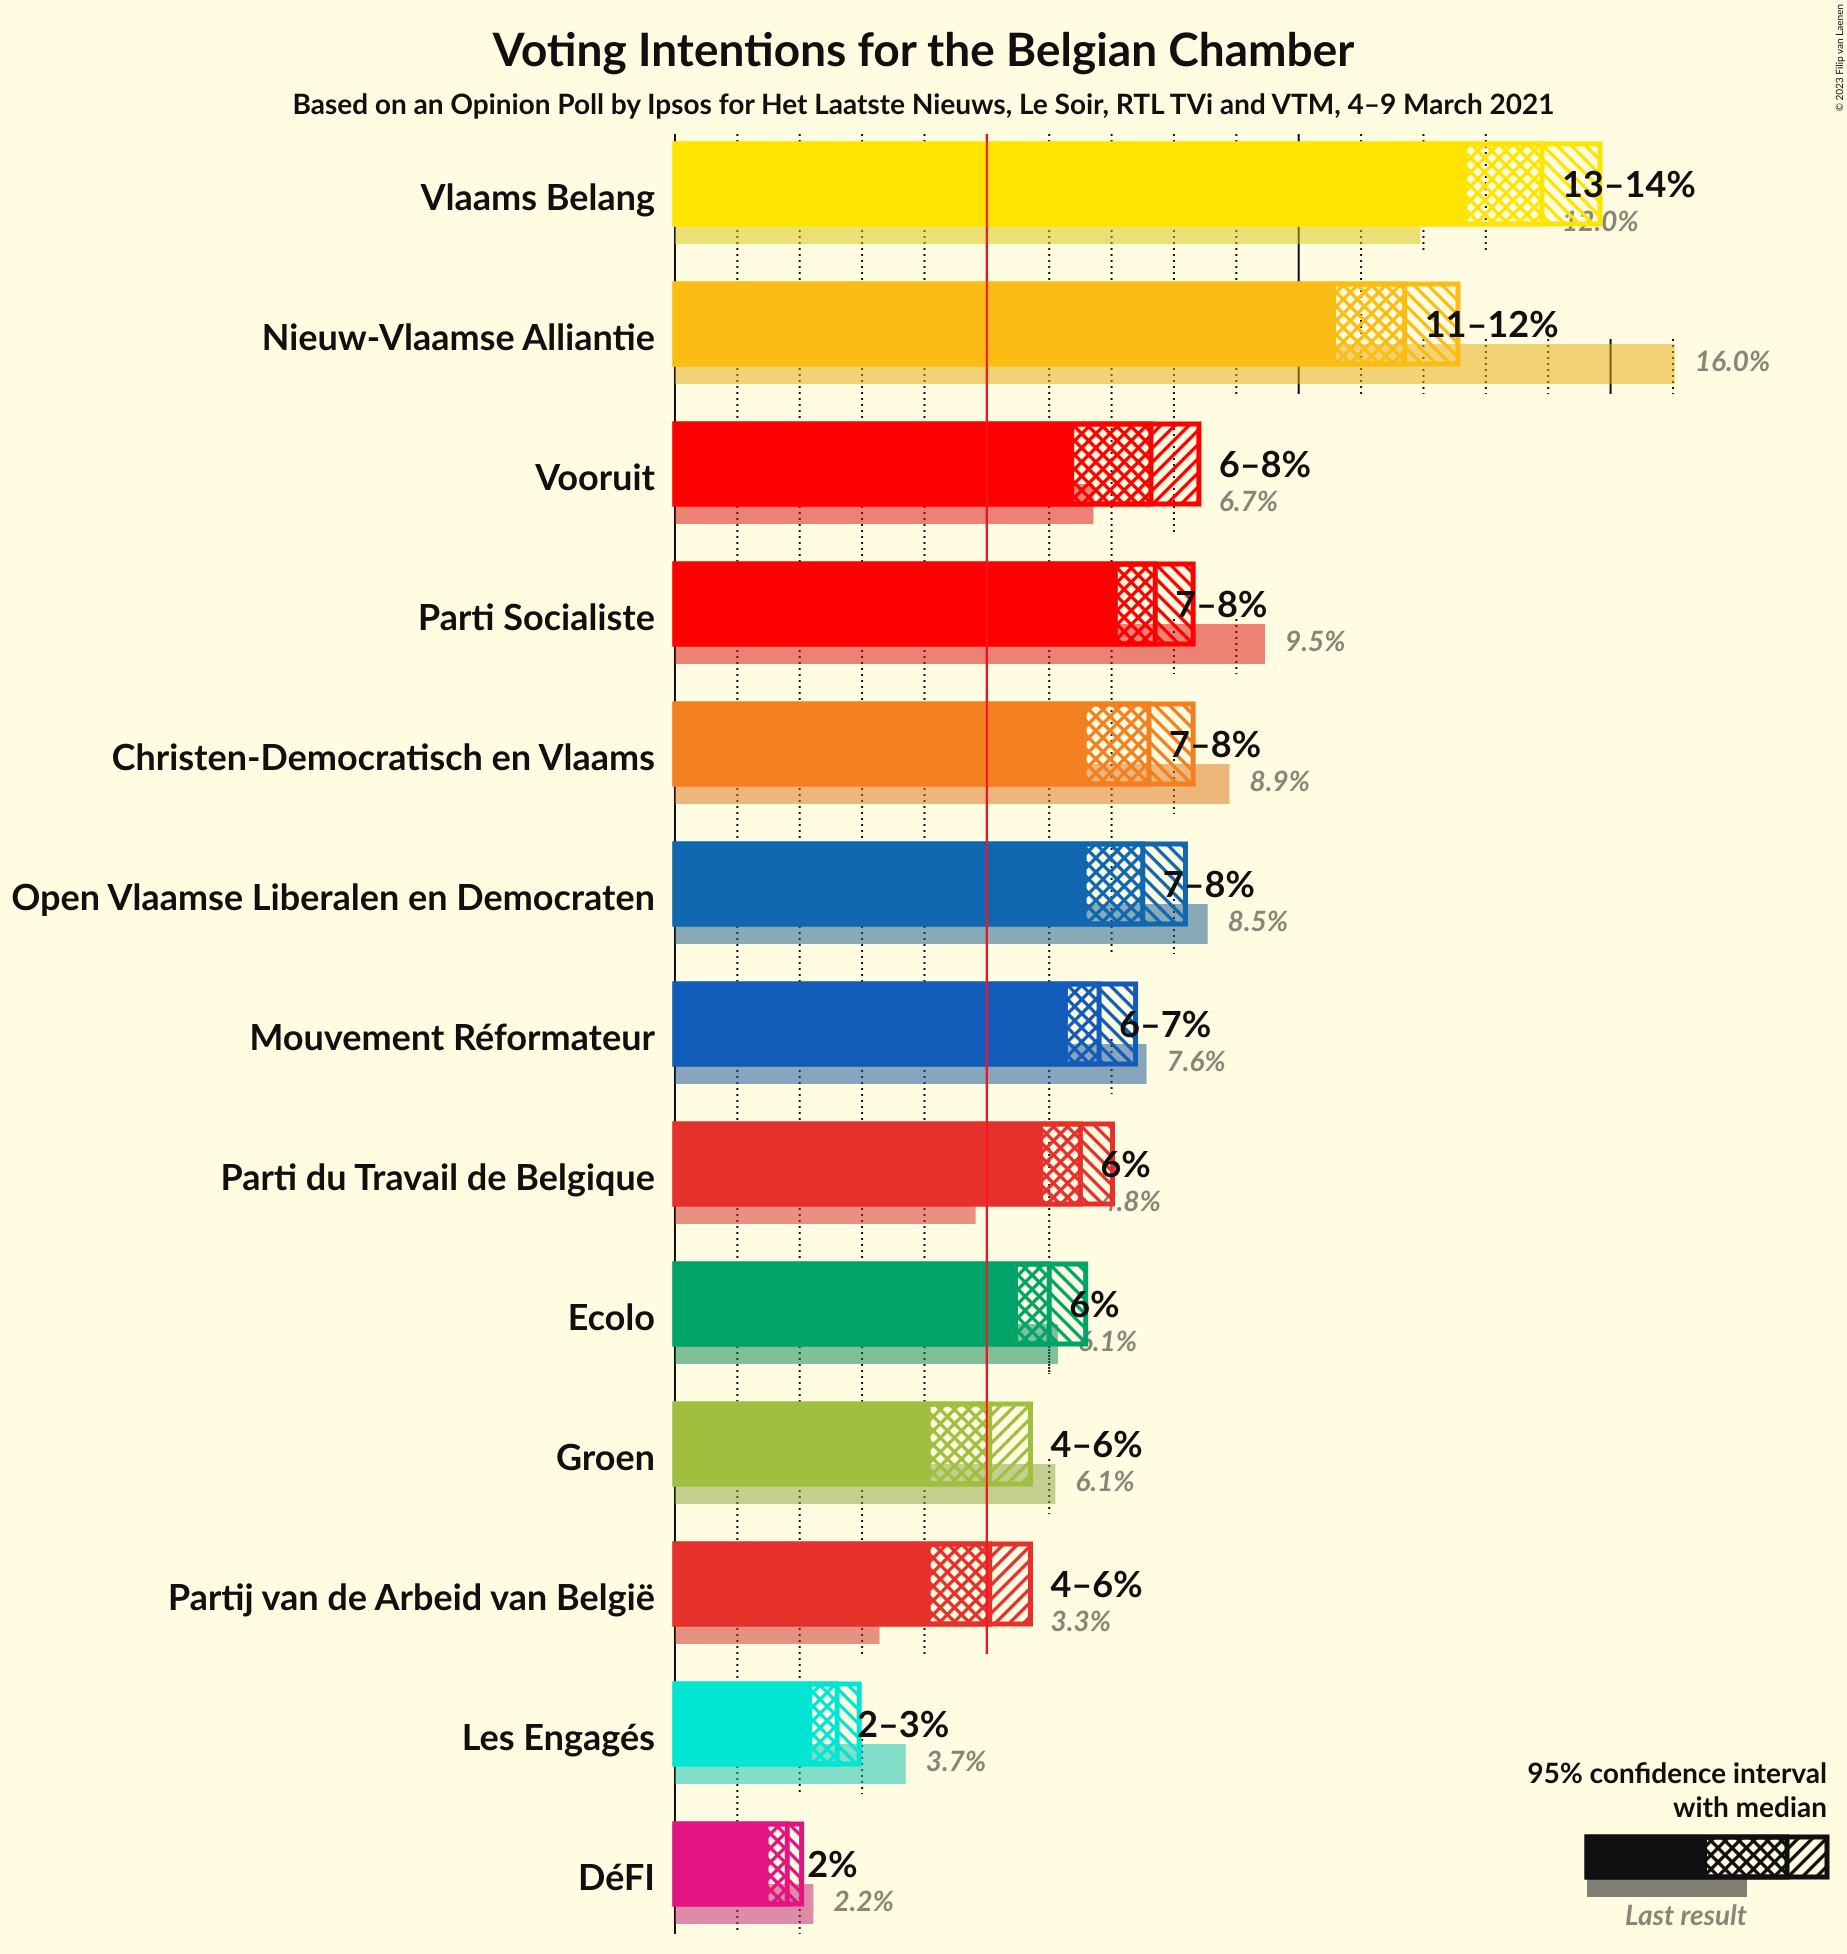 Voting Intentions for the Belgian Chamber
Based on an Opinion Poll by Ipsos for Het Laatste Nieuws, Le Soir, RTL TVi and VTM, 4–9 March 2021
© 2023 Filip van Laenen
Vlaams Belang
13–14%
12.0%
Nieuw-Vlaamse Alliantie
11–12%
16.0%
Vooruit
6–8%
6.7%
Parti Socialiste
7–8%
9.5%
Christen-Democratisch en Vlaams
7–8%
8.9%
Open Vlaamse Liberalen en Democraten
7–8%
8.5%
Mouvement Réformateur
6–7%
7.6%
Parti du Travail de Belgique
6%
4.8%
Ecolo
6%
6.1%
Groen
4–6%
6.1%
Partij van de Arbeid van België
4–6%
3.3%
Les Engagés
2–3%
3.7%
DéFI
2%
2.2%
95% confidence interval
with median
Last result